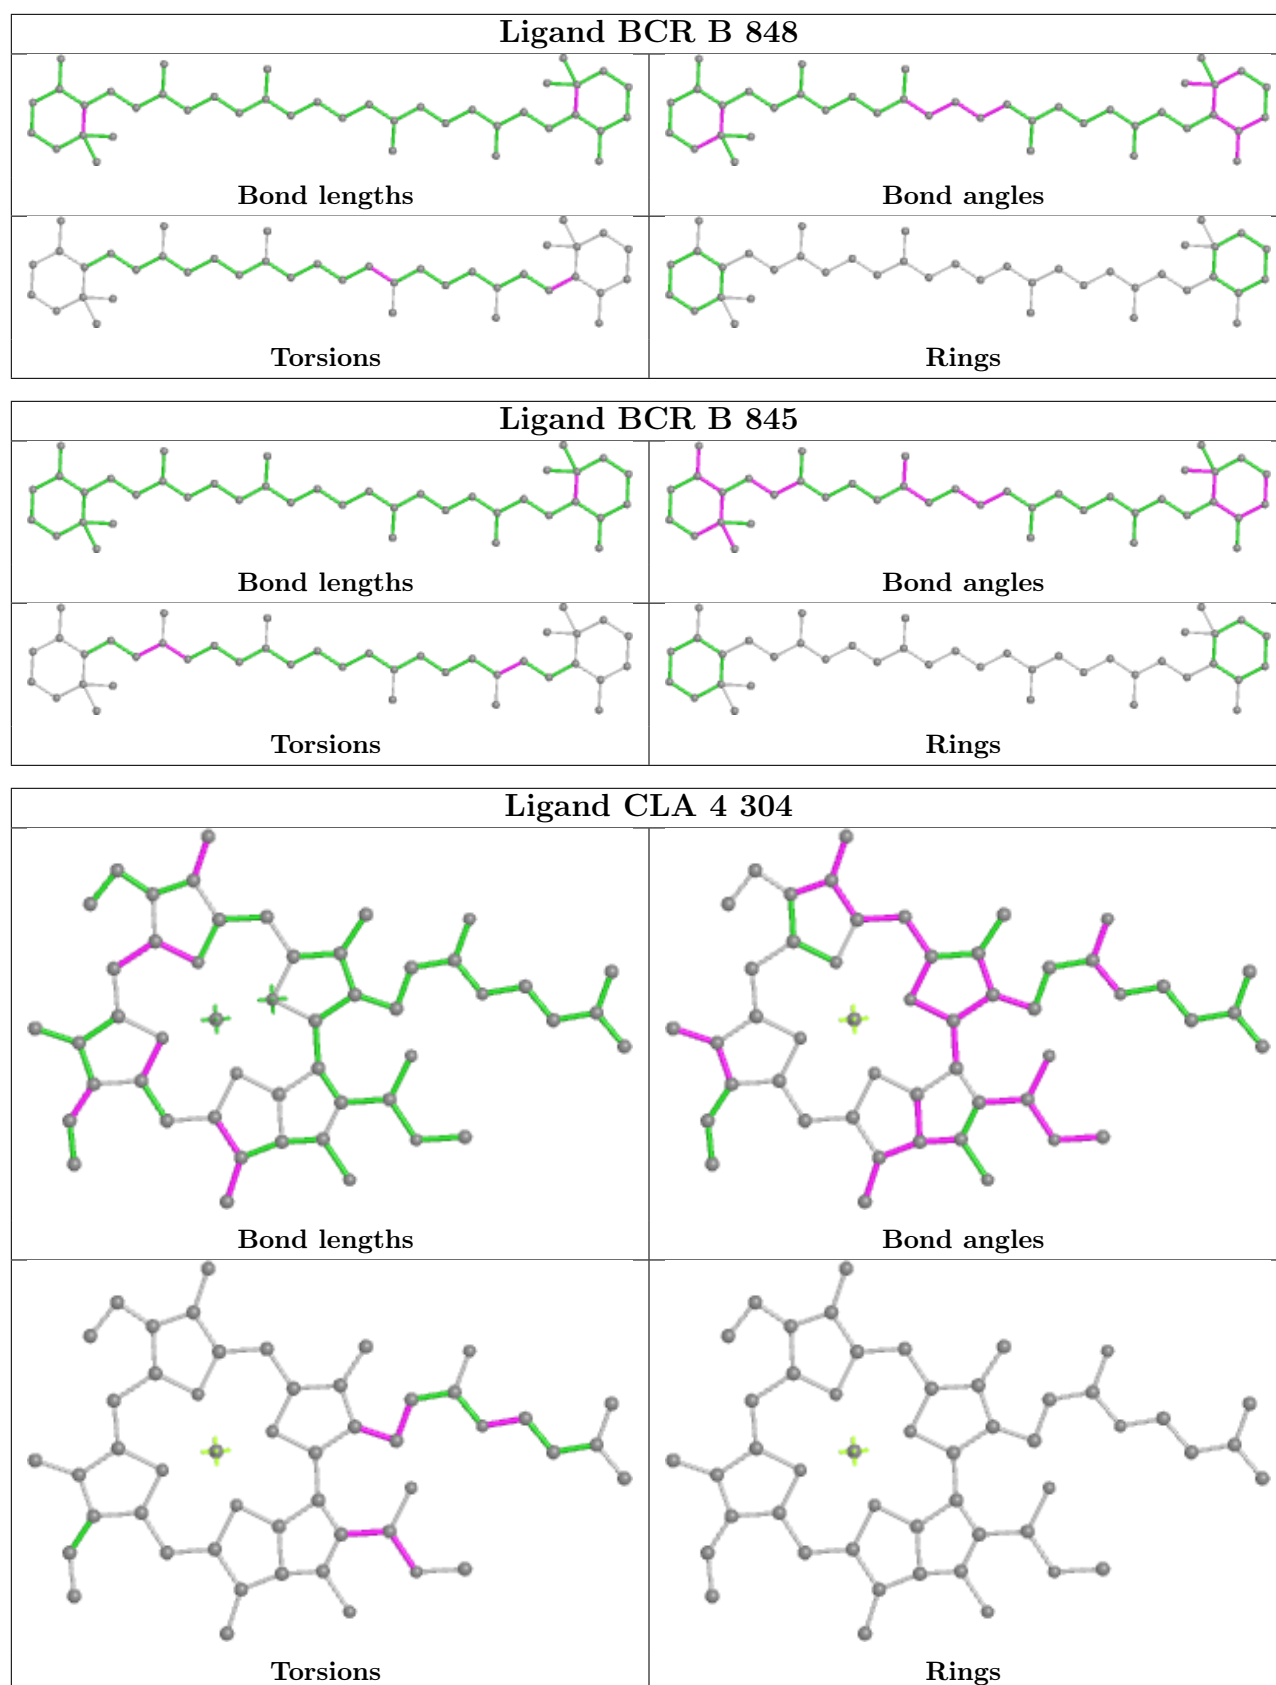 Ligand BCR B 848
Bond lengths
Bond angles
Torsions
Rings
Ligand BCR B 845
Bond lengths
Bond angles
Torsions
Rings
Ligand CLA 4 304
Bond lengths
Bond angles
Torsions
Rings